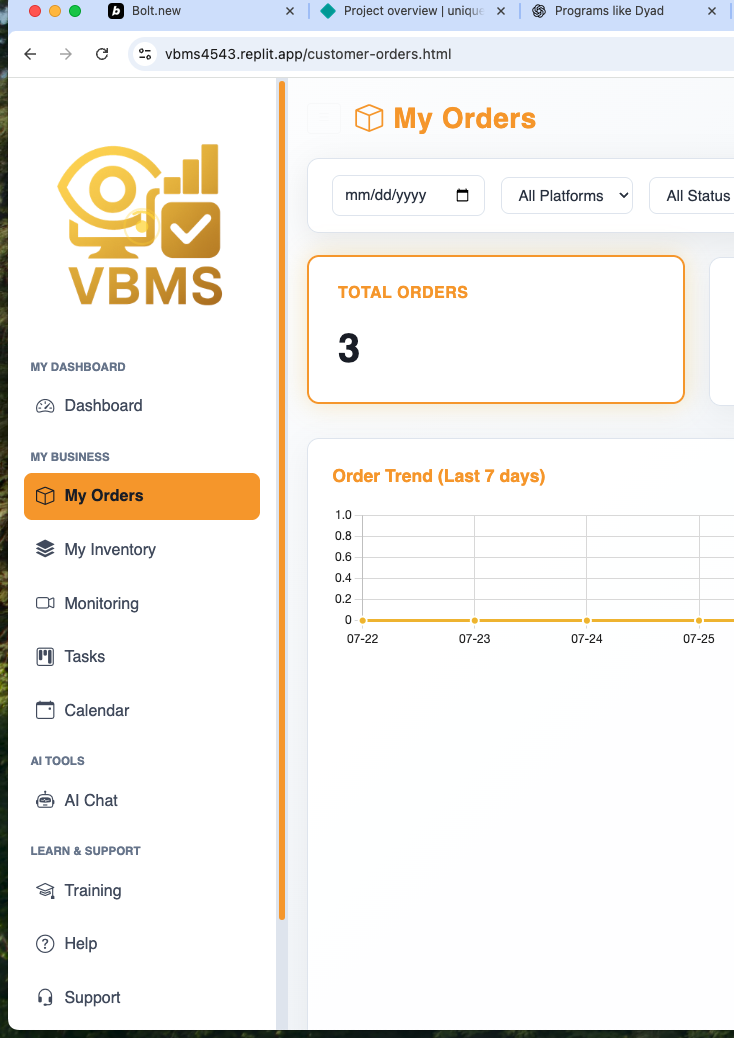 Bolt.new
Project overview | unique
Programs like Dyad
vbms4543.replit.app/customer-orders.html
VBMS
MY DASHBOARD
Dashboard
MY BUSINESS
My Orders
My Inventory
Monitoring
Tasks
Calendar
AI TOOLS
AI Chat
LEARN & SUPPORT
Training
Help
Support
My Orders
mm/dd/yyyy
All Platforms
All Status
TOTAL ORDERS
3
Order Trend (Last 7 days)
1.0
0.8
0.6
0.4
0.2
0
07-22 07-23 07-24 07-25